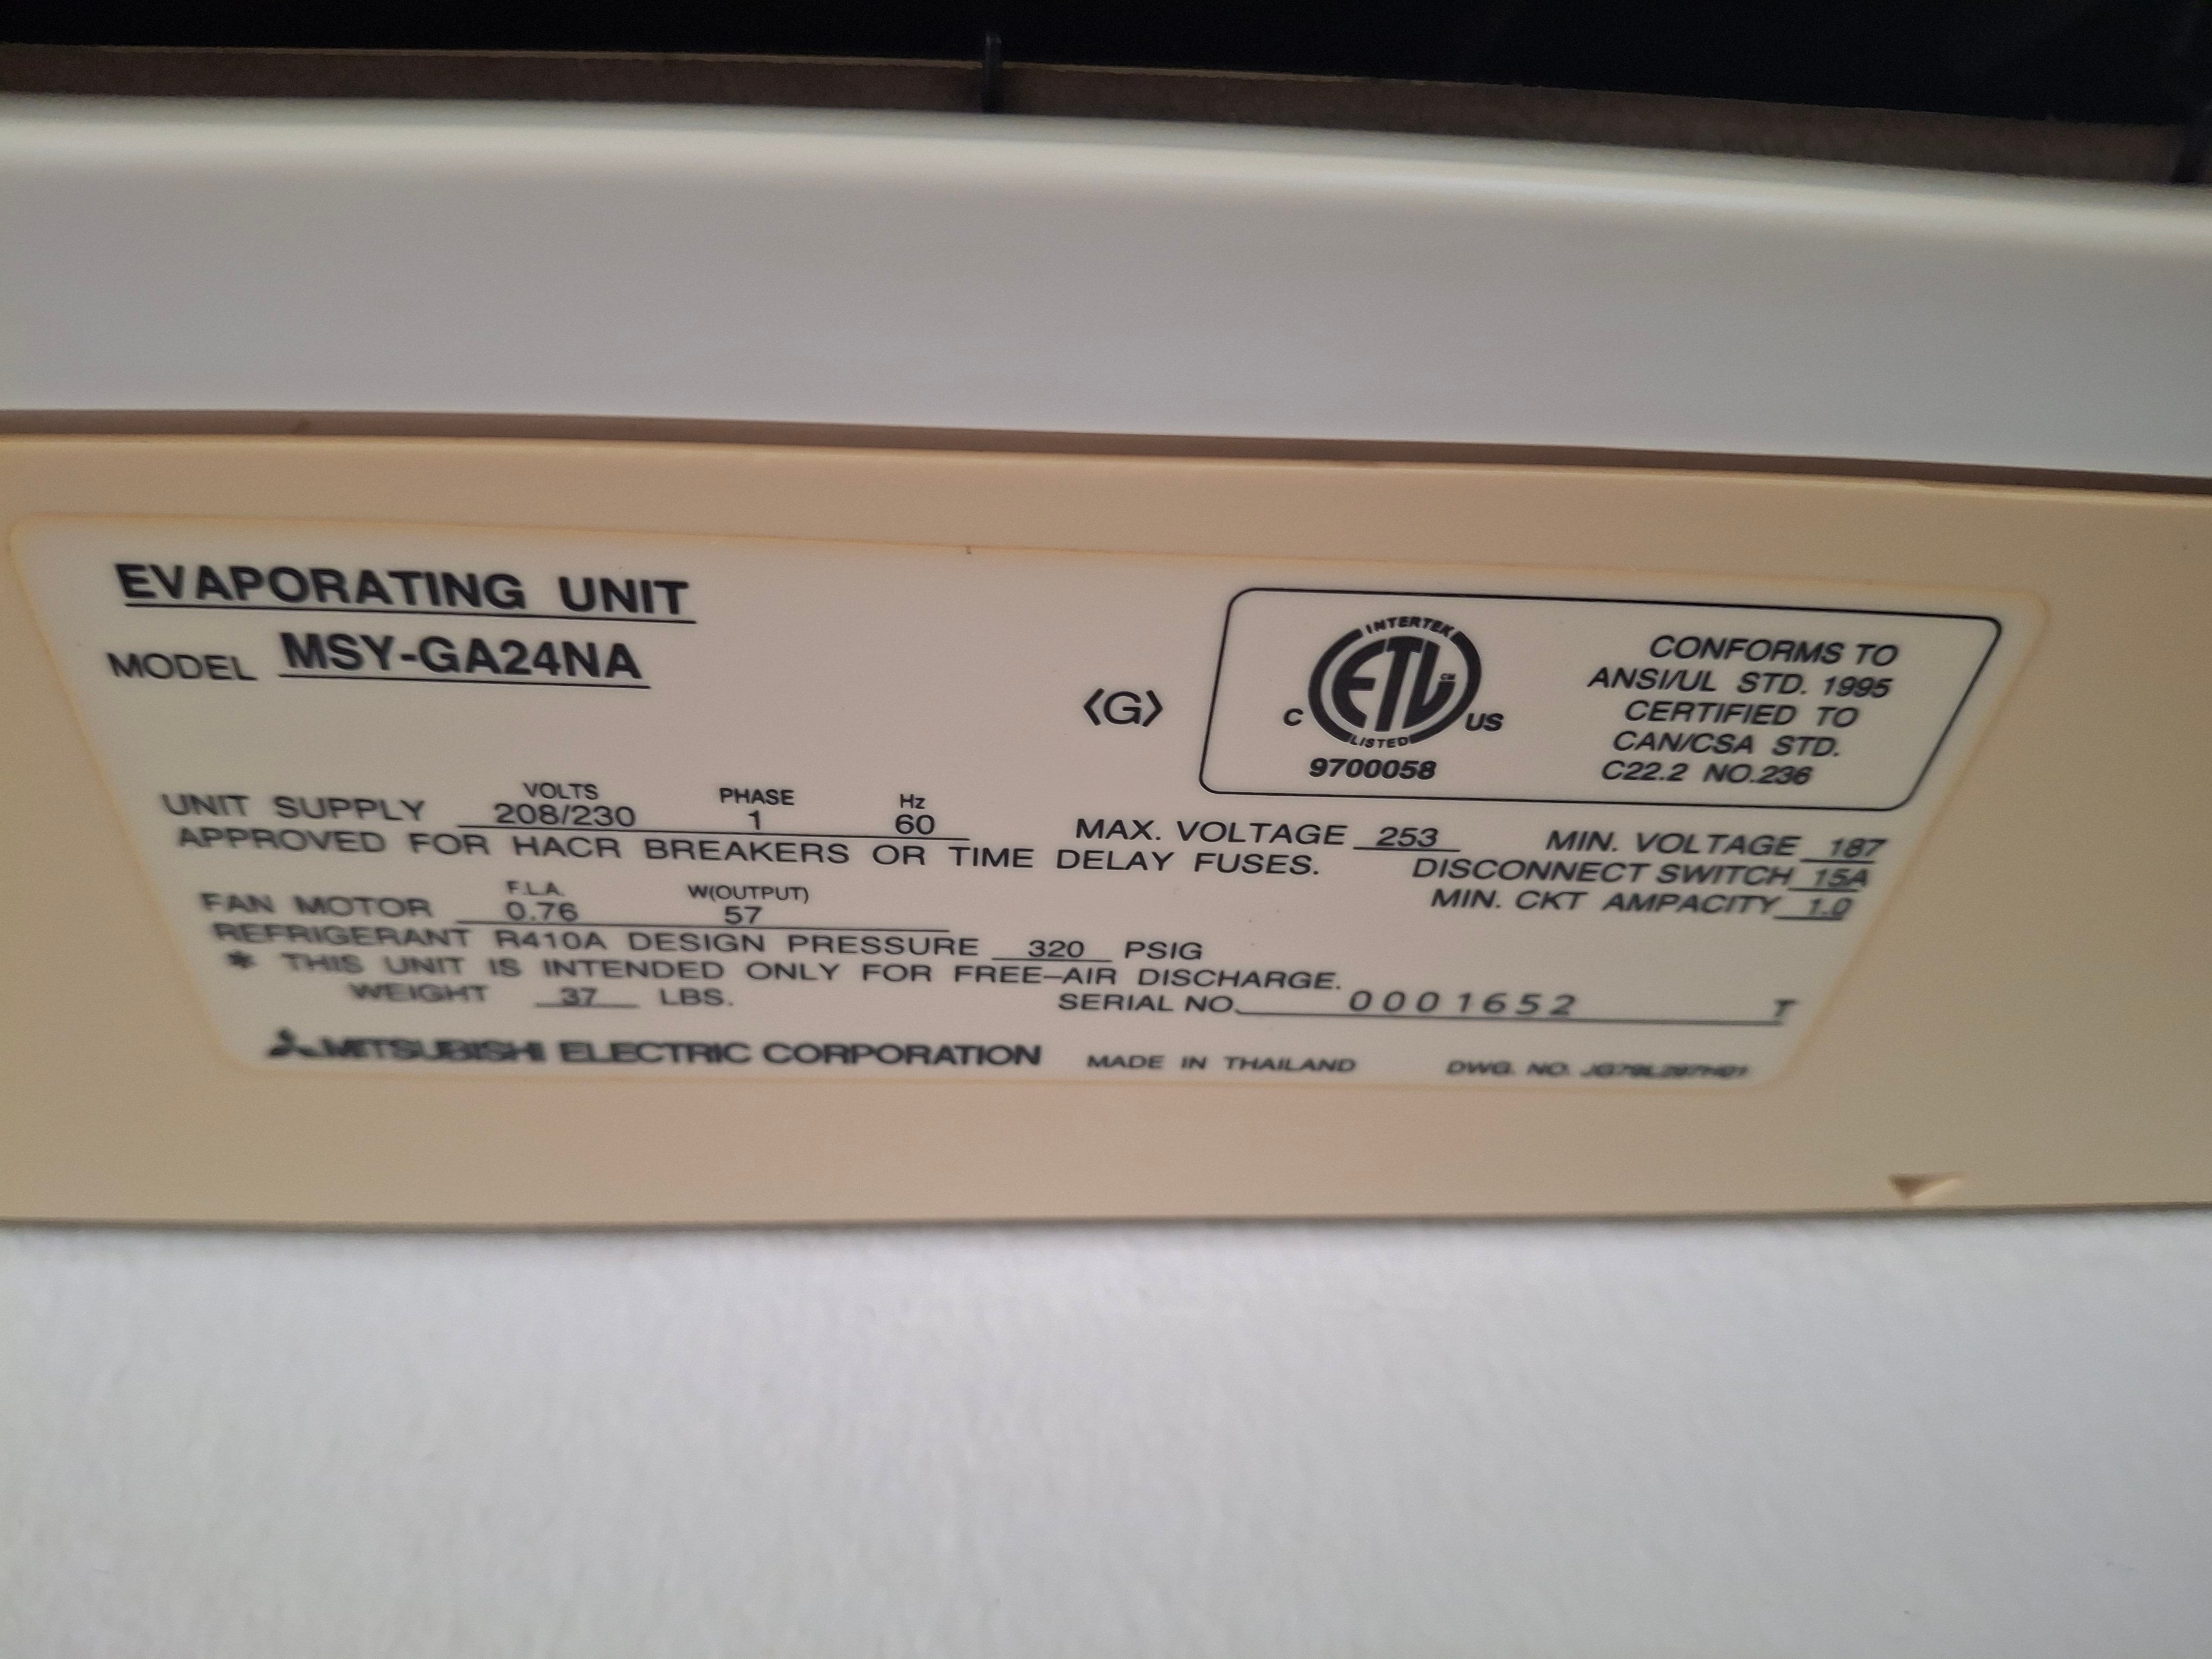 EVAPORATING UNIT
MODEL MSY-GA24NA
<G>
INTERTEK
ETL CM
C US
LISTED
9700058
CONFORMS TO
ANSI/UL STD. 1995
CERTIFIED TO
CAN/CSA STD.
C22.2 NO.236
VOLTS PHASE Hz
UNIT SUPPLY 208/230 1 60 MAX. VOLTAGE 253 MIN. VOLTAGE 187
APPROVED FOR HACR BREAKERS OR TIME DELAY FUSES. DISCONNECT SWITCH 15A
F.L.A. W(OUTPUT) MIN. CKT AMPACITY 1.0
FAN MOTOR 0.76 57
REFRIGERANT R410A DESIGN PRESSURE 320 PSIG
* THIS UNIT IS INTENDED ONLY FOR FREE-AIR DISCHARGE.
WEIGHT 37 LBS. SERIAL NO. 0001652 T
MITSUBISHI ELECTRIC CORPORATION MADE IN THAILAND DWG. NO.